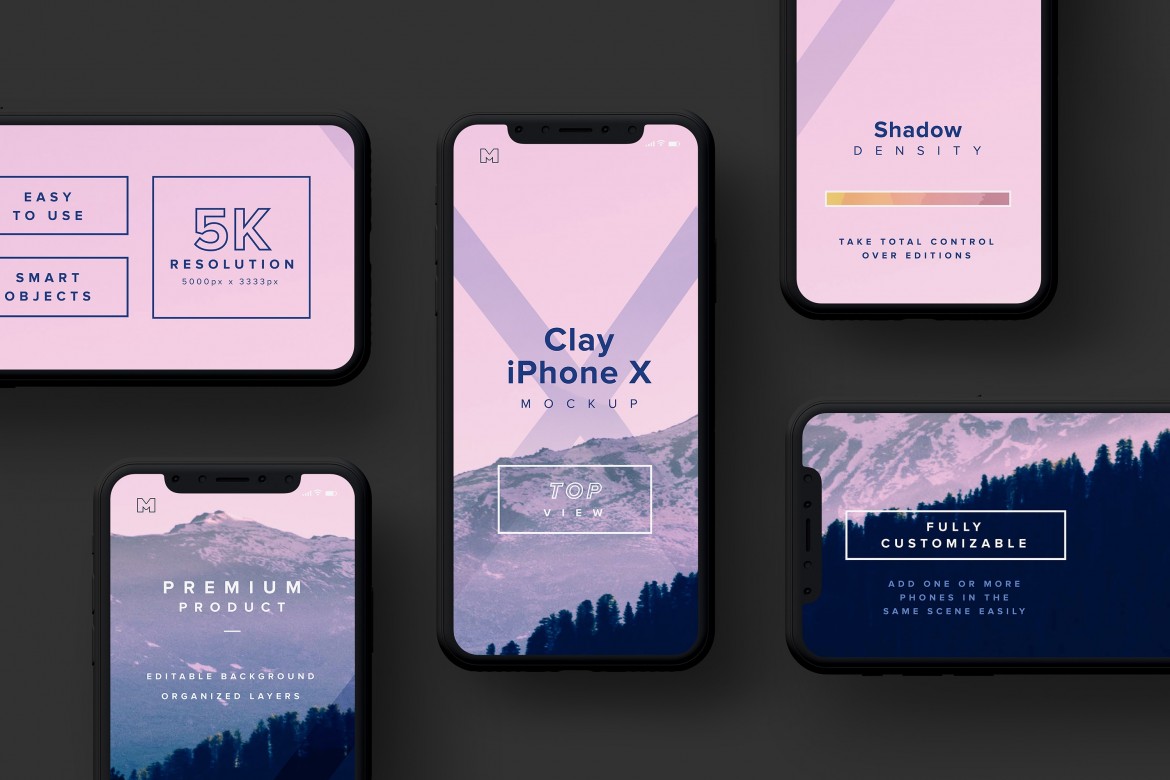 EASY
TO USE
SMART
OBJECTS
5K
RESOLUTION
5000px x 3333px
M
PREMIUM
PRODUCT
EDITABLE BACKGROUND
ORGANIZED LAYERS
M
Clay
iPhone X
MOCKUP
TOP
VIEW
Shadow
DENSITY
TAKE TOTAL CONTROL
OVER EDITIONS
FULLY
CUSTOMIZABLE
ADD ONE OR MORE
PHONES IN THE
SAME SCENE EASILY